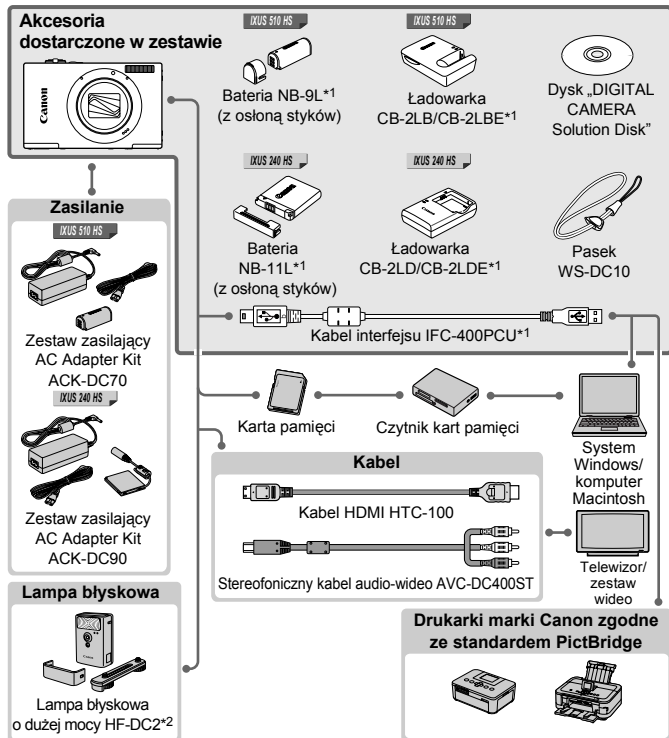 Akcesoria
dostarczone w zestawie
Canon
IXUS 510 HS
Bateria NB-9L*1
(z osłoną styków)
IXUS 510 HS
Ładowarka
CB-2LB/CB-2LBE*1
Dysk „DIGITAL
CAMERA
Solution Disk”
IXUS 240 HS
Bateria
NB-11L*1
(z osłoną styków)
IXUS 240 HS
Ładowarka
CB-2LD/CB-2LDE*1
Pasek
WS-DC10
Kabel interfejsu IFC-400PCU*1
Zasilanie
IXUS 510 HS
Zestaw zasilający
AC Adapter Kit
ACK-DC70
IXUS 240 HS
Zestaw zasilający
AC Adapter Kit
ACK-DC90
Karta pamięci
Czytnik kart pamięci
System
Windows/
komputer
Macintosh
Kabel
Kabel HDMI HTC-100
Stereofoniczny kabel audio-wideo AVC-DC400ST
Telewizor/
zestaw
wideo
Lampa błyskowa
Canon
Lampa błyskowa
o dużej mocy HF-DC2*2
Drukarki marki Canon zgodne
ze standardem PictBridge